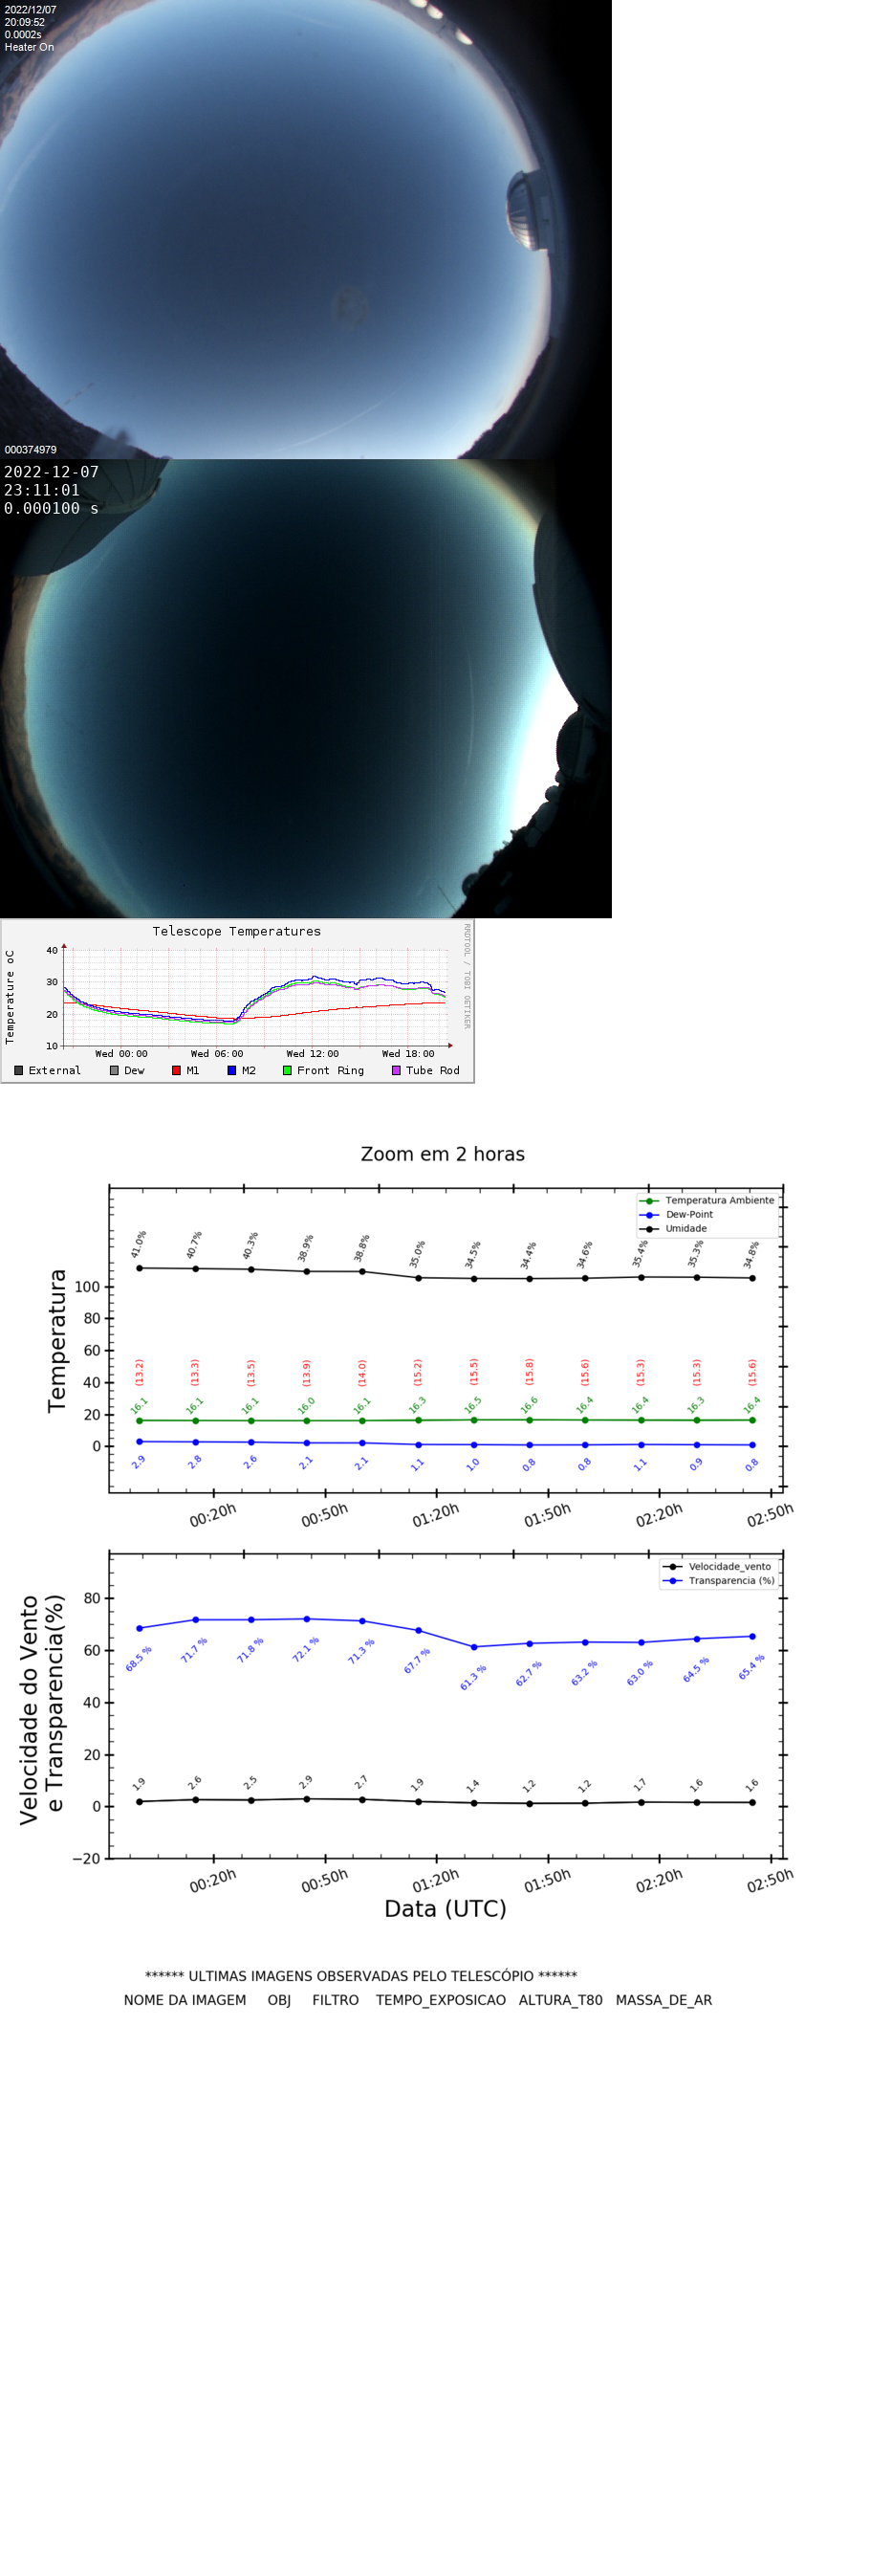 2022/12/07
20:09:52
0.0002s
Heater On
000374979
2022-12-07
23:11:01
0.000100 s
Telescope Temperatures
RRDTOOL / TOBI OETIKER
Temperature oC
40
30
20
10
Wed 00:00 Wed 06:00 Wed 12:00 Wed 18:00
External Dew M1 M2 Front Ring Tube Rod
Zoom em 2 horas
Temperatura Ambiente
Dew-Point
Umidade
Temperatura
100
80
60
40
20
0
41.0% 40.7% 40.3% 38.9% 38.8% 35.0% 34.5% 34.4% 34.6% 35.4% 35.3% 34.8%
(13.2) (13.3) (13.5) (13.9) (14.0) (15.2) (15.5) (15.8) (15.6) (15.3) (15.3) (15.6)
16.1 16.1 16.1 16.0 16.1 16.3 16.5 16.6 16.4 16.4 16.3 16.4
2.9 2.8 2.6 2.1 2.1 1.1 1.0 0.8 0.8 1.1 0.9 0.8
00:20h 00:50h 01:20h 01:50h 02:20h 02:50h
Velocidade_vento
Transparencia (%)
Velocidade do Vento
e Transparencia(%)
80
60
40
20
0
−20
68.5 % 71.7 % 71.8 % 72.1 % 71.3 % 67.7 % 61.3 % 62.7 % 63.2 % 63.0 % 64.5 % 65.4 %
1.9 2.6 2.5 2.9 2.7 1.9 1.4 1.2 1.2 1.7 1.6 1.6
00:20h 00:50h 01:20h 01:50h 02:20h 02:50h
Data (UTC)
****** ULTIMAS IMAGENS OBSERVADAS PELO TELESCÓPIO ******
NOME DA IMAGEM OBJ FILTRO TEMPO_EXPOSICAO ALTURA_T80 MASSA_DE_AR